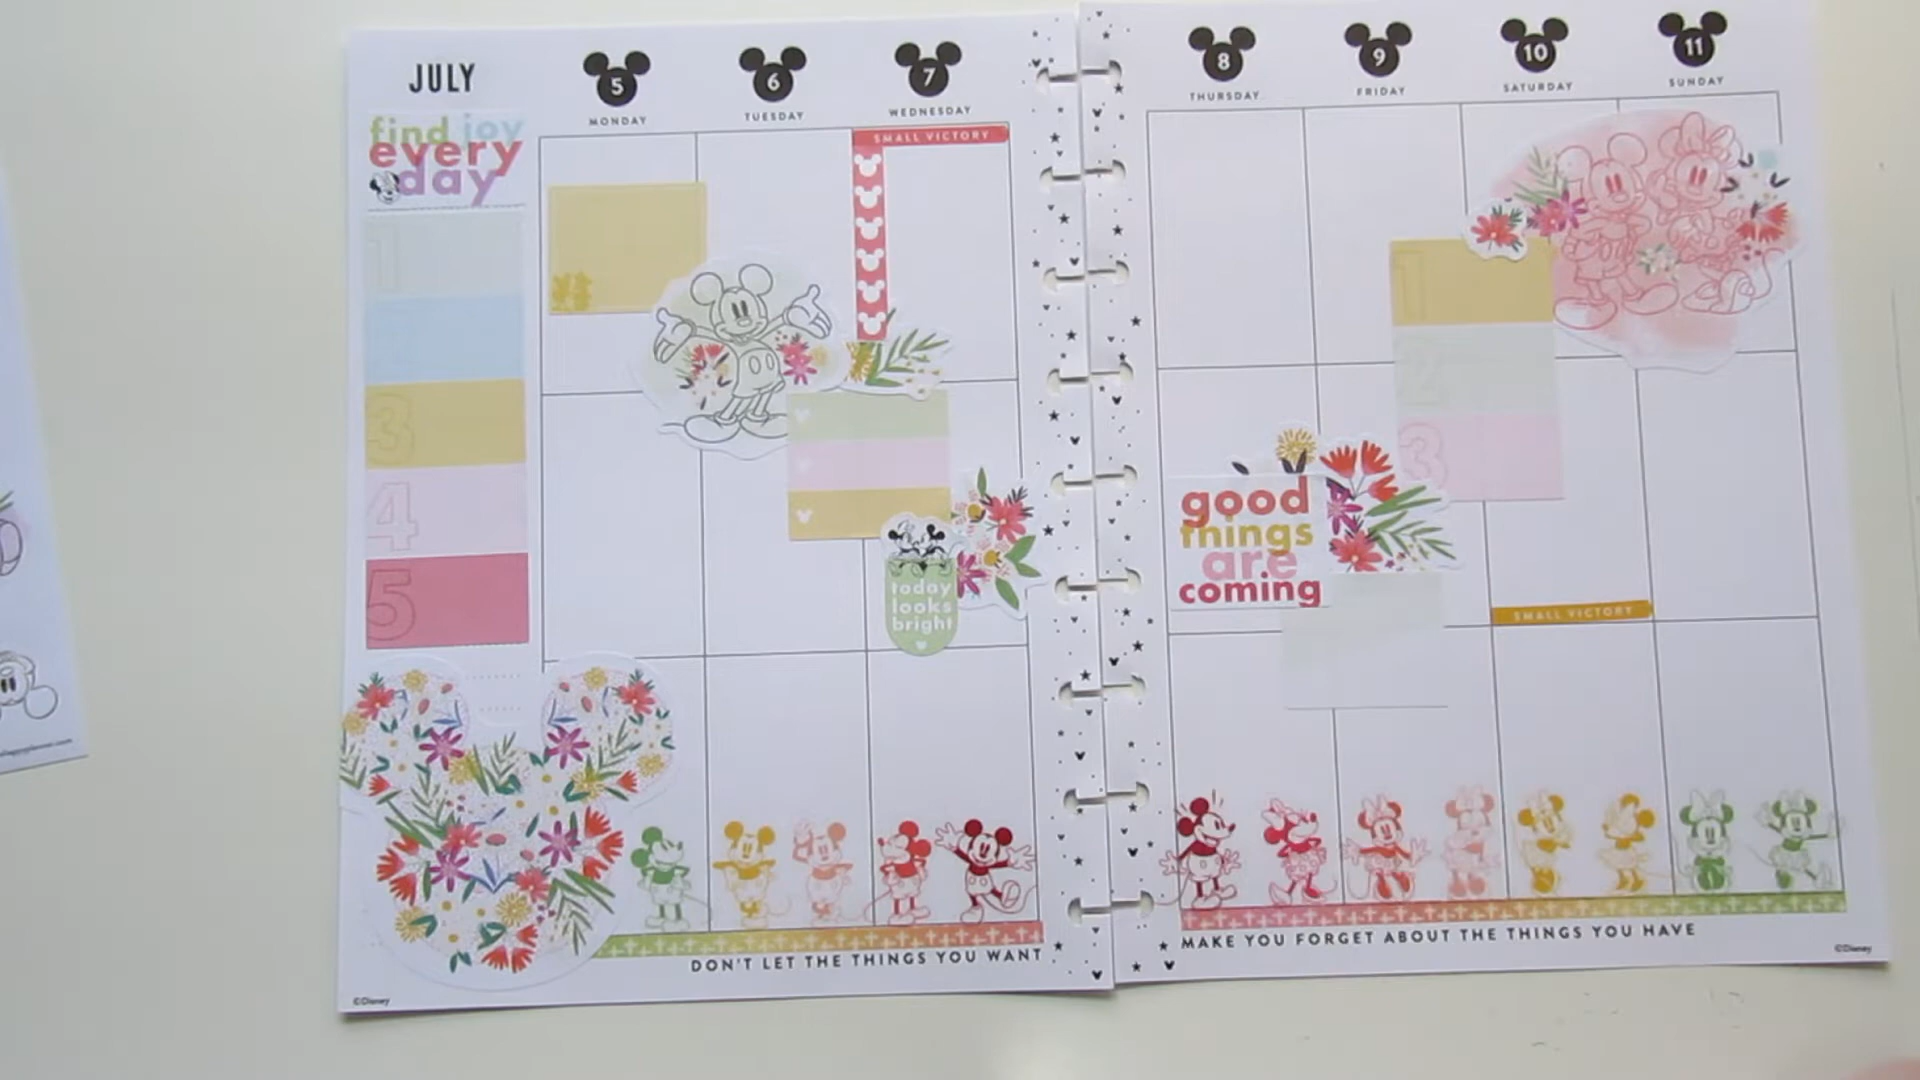 JULY
5
MONDAY
6
TUESDAY
7
WEDNESDAY
find joy
every
day
SMALL VICTORY
1
3
4
5
today
looks
bright
DON'T LET THE THINGS YOU WANT
©Disney
8
THURSDAY
9
FRIDAY
10
SATURDAY
11
SUNDAY
1
2
3
good
things
are
coming
SMALL VICTORY
MAKE YOU FORGET ABOUT THE THINGS YOU HAVE
©Disney